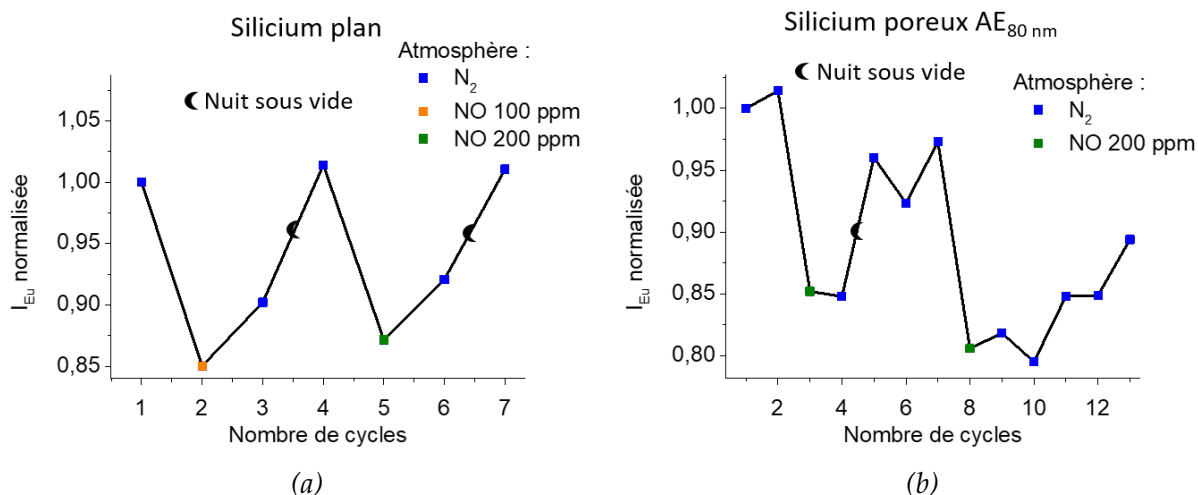 Silicium plan
Atmosphère :
N2
NO 100 ppm
NO 200 ppm
Nuit sous vide
1,05
1,00
0,95
0,90
0,85
IEu normalisée
1 2 3 4 5 6 7
Nombre de cycles
(a)
Silicium poreux AE80 nm
Nuit sous vide
Atmosphère :
N2
NO 200 ppm
1,00
0,95
0,90
0,85
0,80
IEu normalisée
2 4 6 8 10 12
Nombre de cycles
(b)